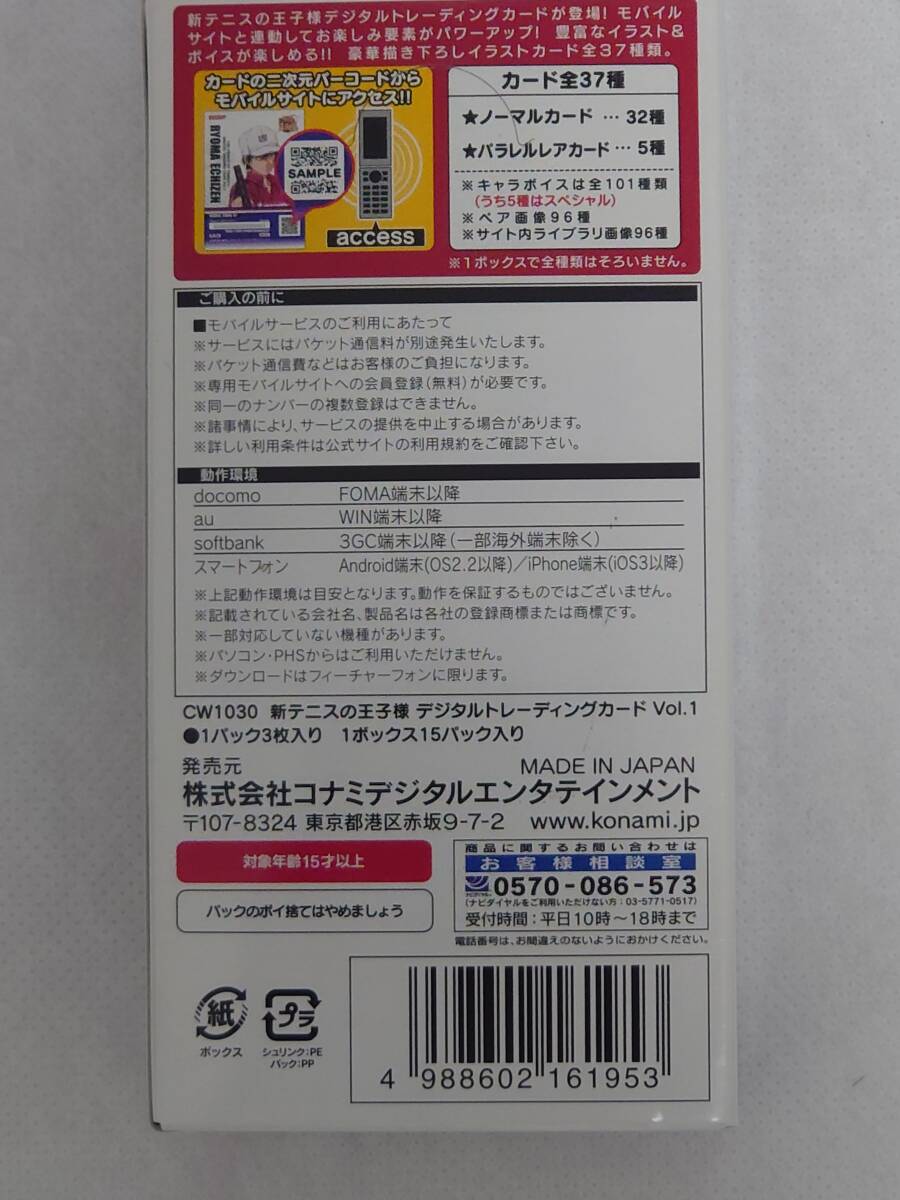 新テニスの王子様デジタルトレーディングカードが登場! モバイル
サイトと連動してお楽しみ要素がパワーアップ! 豊富なイラスト&
ボイスが楽しめる!! 豪華描き下ろしイラストカード全37種類。
カードの二次元バーコードから
モバイルサイトにアクセス!!
RYOMA ECHIZEN
SAMPLE
access
カード全37種
★ノーマルカード … 32種
★パラレルレアカード … 5種
※キャラボイスは全101種類
(うち5種はスペシャル)
※ペア画像96種
※サイト内ライブラリ画像96種
※1ボックスで全種類はそろいません。
ご購入の前に
■モバイルサービスのご利用にあたって
※サービスにはパケット通信料が別途発生いたします。
※パケット通信費などはお客様のご負担になります。
※専用モバイルサイトへの会員登録(無料)が必要です。
※同一のナンバーの複数登録はできません。
※諸事情により、サービスの提供を中止する場合があります。
※詳しい利用条件は公式サイトの利用規約をご確認下さい。
動作環境
docomo FOMA端末以降
au WIN端末以降
softbank 3GC端末以降(一部海外端末除く)
スマートフォン Android端末(OS2.2以降)/iPhone端末(iOS3以降)
※上記動作環境は目安となります。動作を保証するものではございません。
※記載されている会社名、製品名は各社の登録商標または商標です。
※一部対応していない機種があります。
※パソコン・PHSからはご利用いただけません。
※ダウンロードはフィーチャーフォンに限ります。
CW1030 新テニスの王子様 デジタルトレーディングカード Vol.1
●1パック3枚入り 1ボックス15パック入り
発売元 MADE IN JAPAN
株式会社コナミデジタルエンタテインメント
〒107-8324 東京都港区赤坂9-7-2 www.konami.jp
対象年齢15才以上
パックのポイ捨てはやめましょう
商品に関するお問い合わせは
お客様相談室
0570-086-573
(ナビダイヤルをご利用いただけない方:03-5771-0517)
受付時間:平日10時〜18時まで
電話番号は、お間違えのないようにおかけください。
紙
ボックス
プラ
シュリンク:PE
パック:PP
4 988602 161953